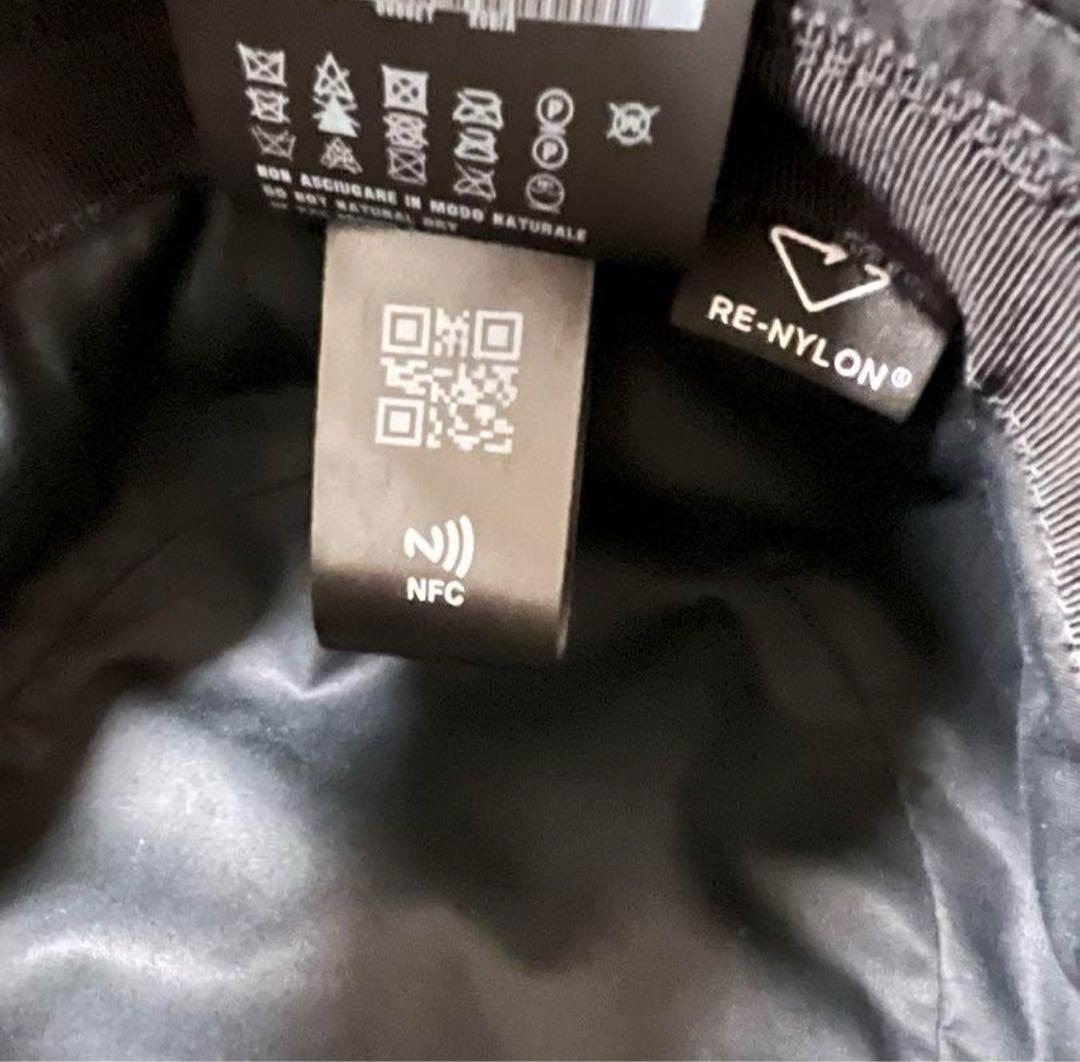 NON ASCIUGARE IN MODO NATURALE
DO NOT NATURAL DRY
RE-NYLON®
NFC